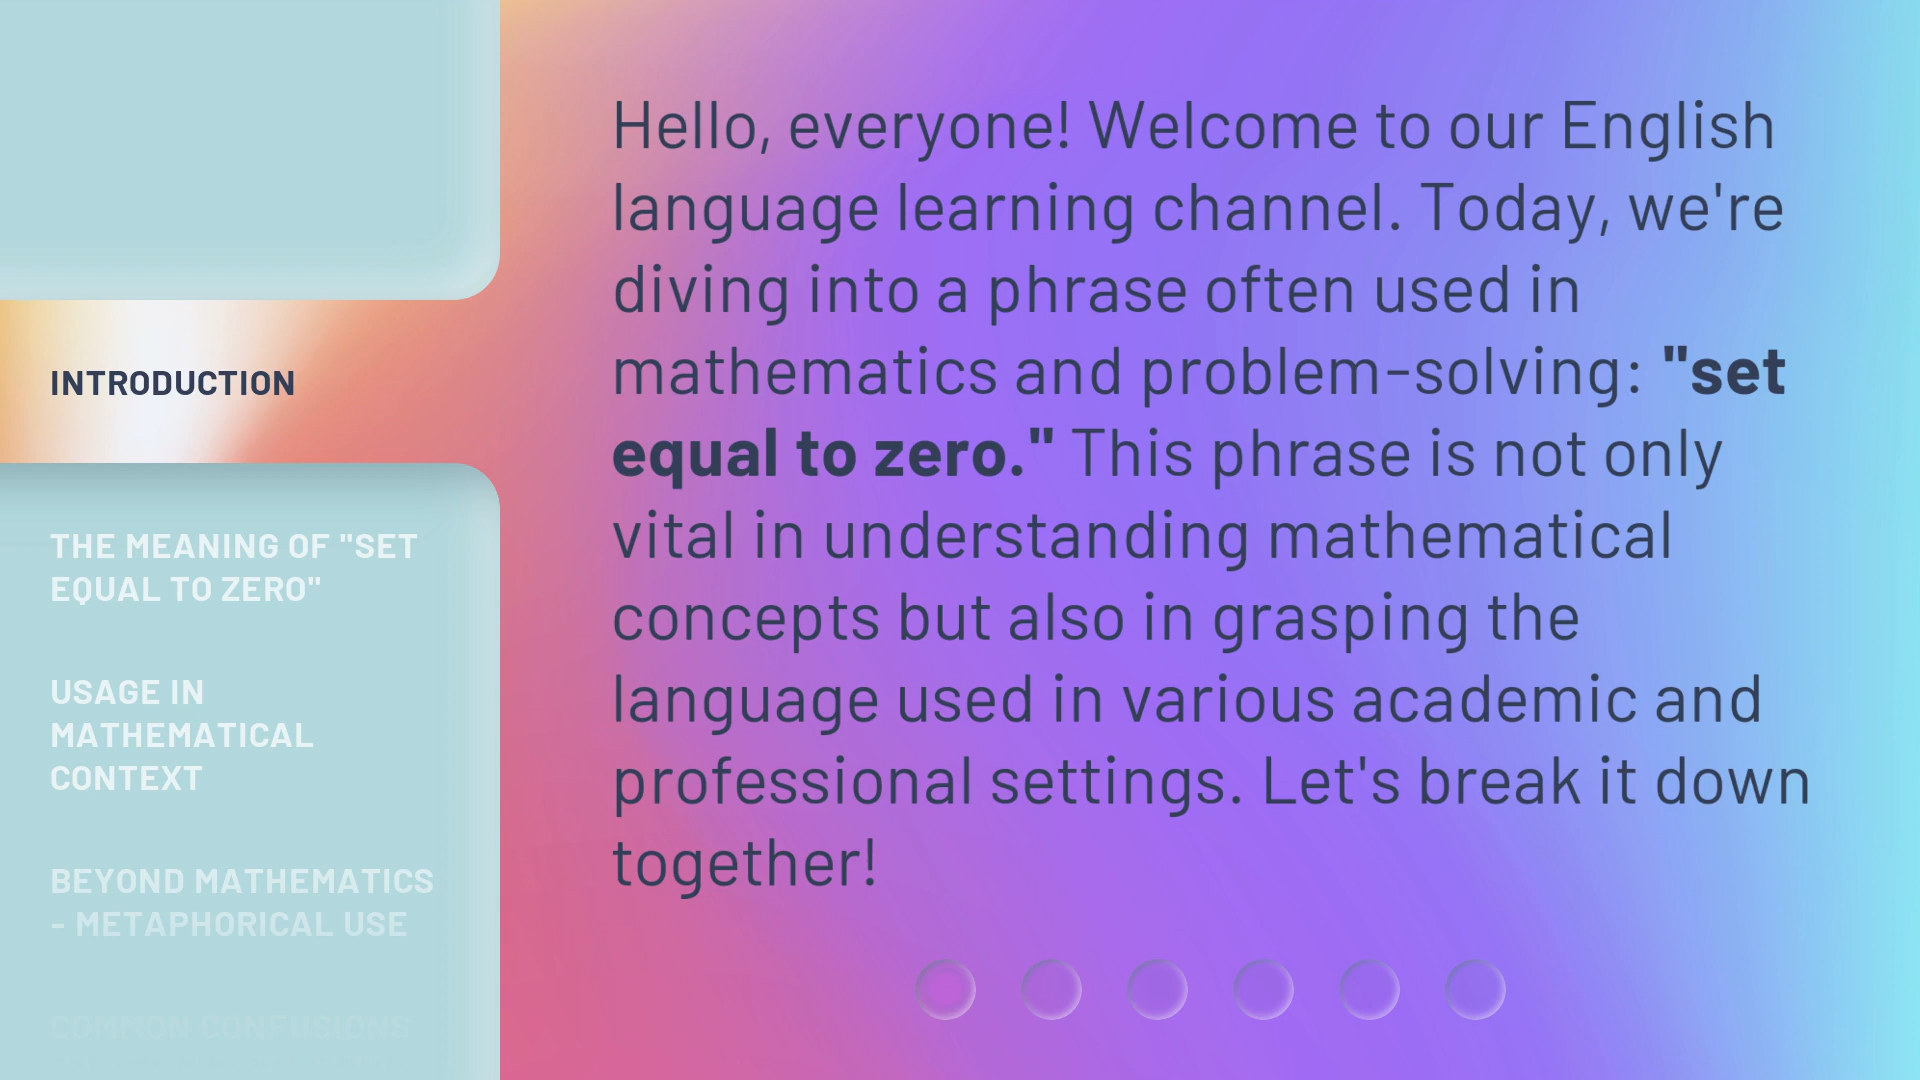 INTRODUCTION
THE MEANING OF "SET
EQUAL TO ZERO"
USAGE IN
MATHEMATICAL
CONTEXT
BEYOND MATHEMATICS
- METAPHORICAL USE
COMMON CONFUSIONS
Hello, everyone! Welcome to our English
language learning channel. Today, we're
diving into a phrase often used in
mathematics and problem-solving: "set
equal to zero." This phrase is not only
vital in understanding mathematical
concepts but also in grasping the
language used in various academic and
professional settings. Let's break it down
together!